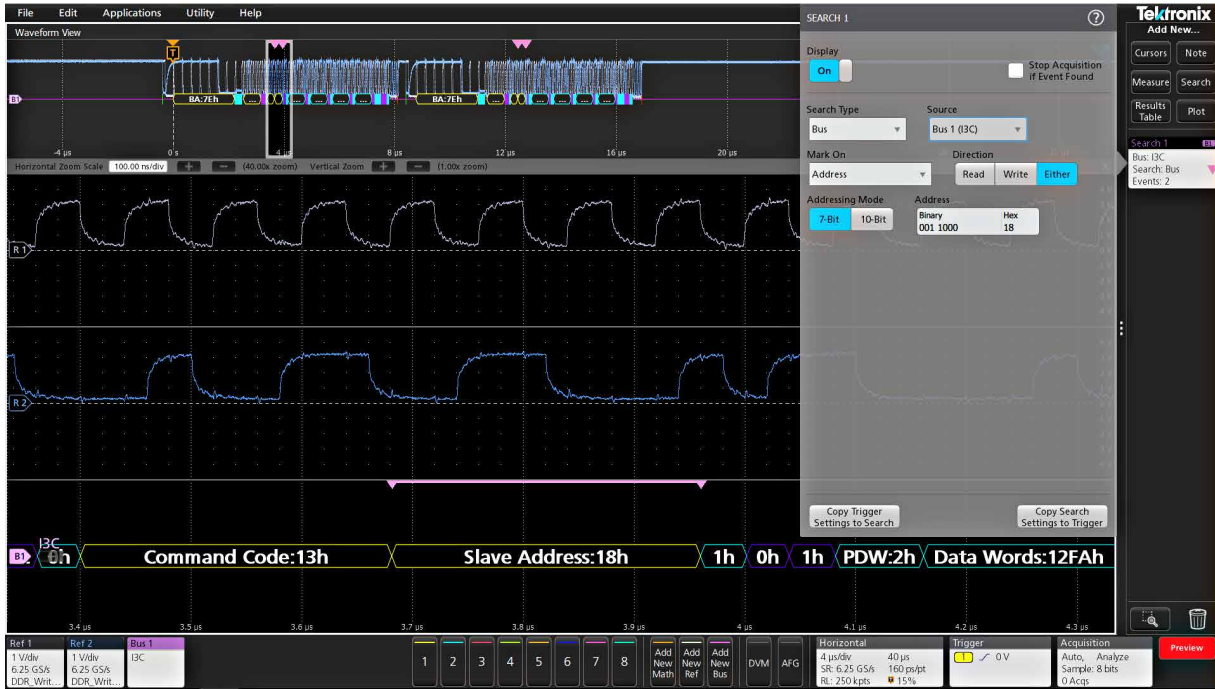 File Edit Applications Utility Help
Tektronix
Waveform View
Add New...
SEARCH 1 ?
Display
On
Stop Acquisition
if Event Found
Cursors Note
Measure Search
Results
Table
Plot
T
B1
BA:7Eh ... ... ... ... ... BA:7Eh ... ... ... ... ...
-4 µs 0 s 4 µs 8 µs 12 µs 16 µs 20 µs
Horizontal Zoom Scale 100.00 ns/div + - (40.00x zoom) Vertical Zoom + - (1.00x zoom)
Search Type Source
Bus Bus 1 (I3C)
Mark On Direction
Address Read Write Either
Addressing Mode Address
7-Bit 10-Bit
Binary Hex
001 1000 18
Search 1 B1
Bus: I3C
Search: Bus
Events: 2
R 1
R 2
Copy Trigger
Settings to Search
Copy Search
Settings to Trigger
I3C
B1 0h Command Code:13h Slave Address:18h 1h 0h 1h PDW:2h Data Words:12FAh
3.4 µs 3.5 µs 3.6 µs 3.7 µs 3.8 µs 3.9 µs 4 µs 4.1 µs 4.2 µs 4.3 µs
Ref 1
1 V/div
6.25 GS/s
DDR_Writ...
Ref 2
1 V/div
6.25 GS/s
DDR_Writ...
Bus 1
I3C
1 2 3 4 5 6 7 8
Add
New
Math
Add
New
Ref
Add
New
Bus
DVM AFG
Horizontal
4 µs/div 40 µs
SR: 6.25 GS/s 160 ps/pt
RL: 250 kpts 15%
Trigger
1 0 V
Acquisition
Auto, Analyze
Sample: 8 bits
0 Acqs
Preview